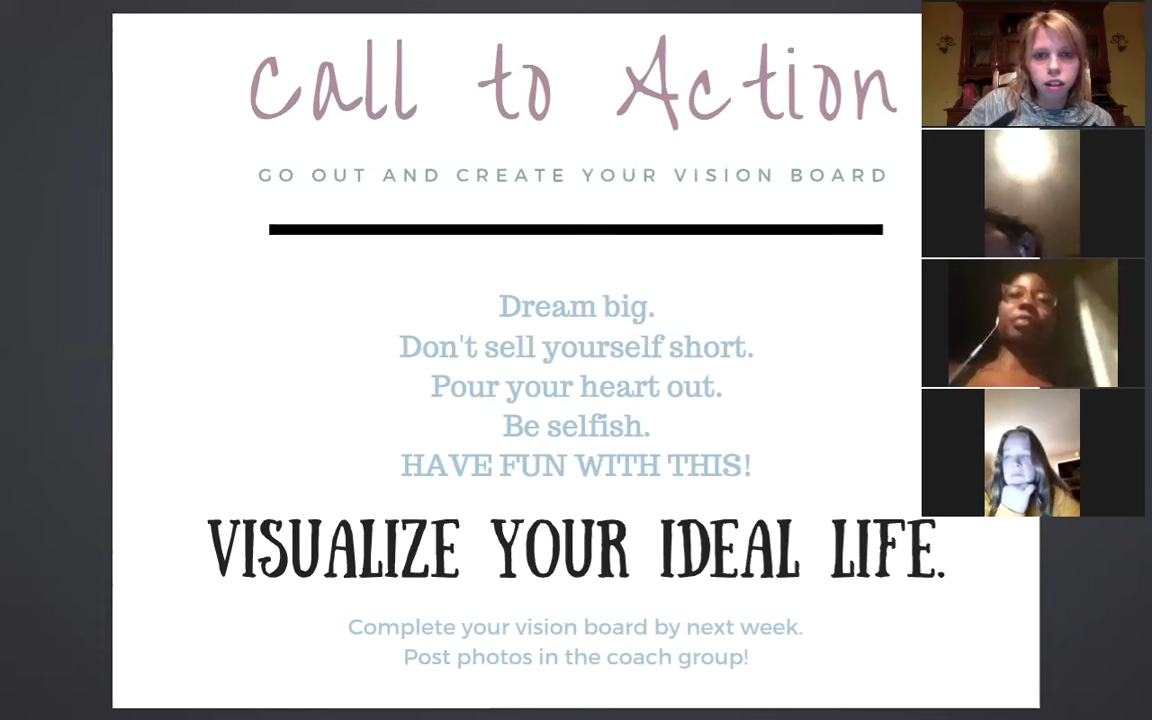 Call to Action
GO OUT AND CREATE YOUR VISION BOARD
Dream big.
Don't sell yourself short.
Pour your heart out.
Be selfish.
HAVE FUN WITH THIS!
VISUALIZE YOUR IDEAL LIFE.
Complete your vision board by next week.
Post photos in the coach group!